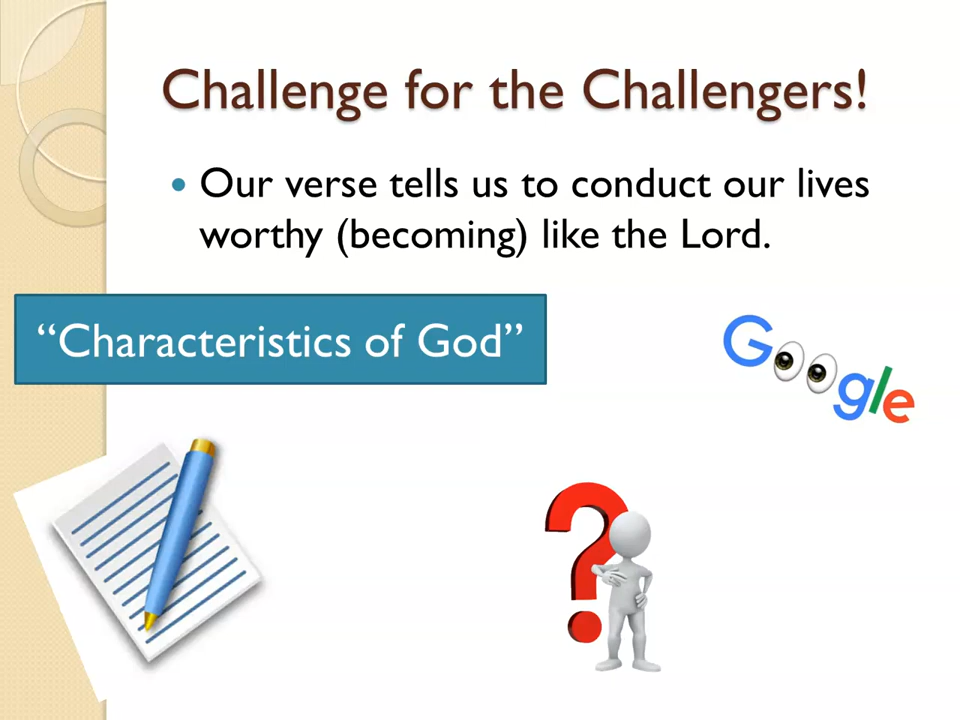 Challenge for the Challengers!
• Our verse tells us to conduct our lives
worthy (becoming) like the Lord.
“Characteristics of God”
Google